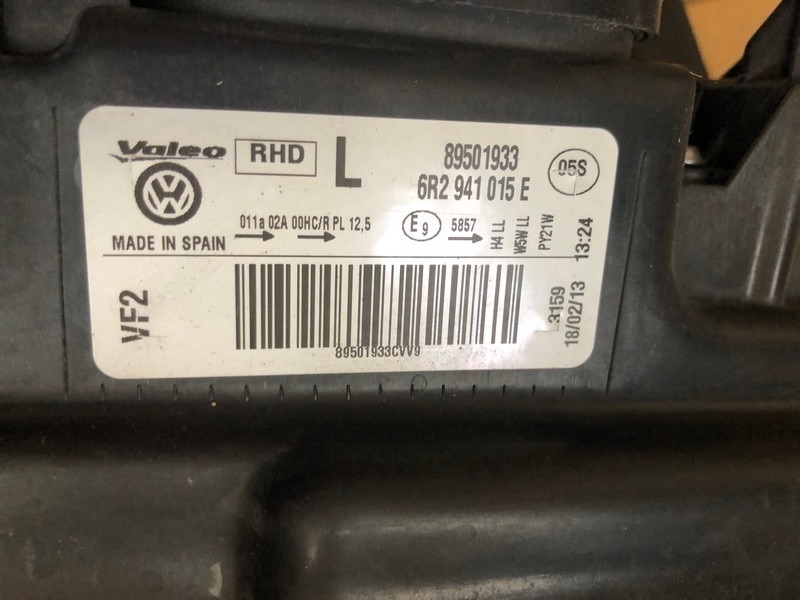 Valeo RHD L 89501933 05S
6R2 941 015 E
011a 02A 00HC/R PL 12,5 E9 5857
H4 LL
W5W LL
PY21W
13:24
MADE IN SPAIN
VF2
3159
18/02/13
89501933CVV9